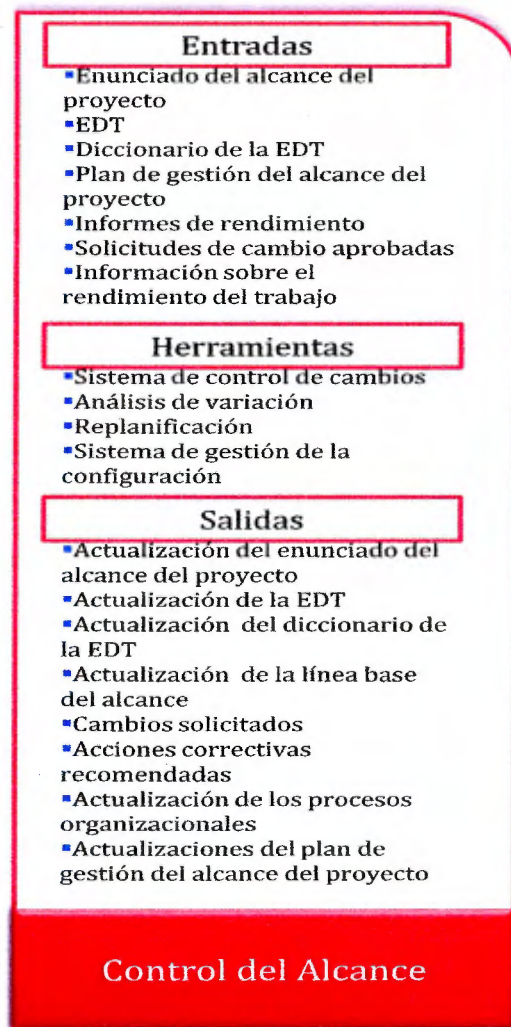 Entradas
▪Enunciado del alcance del
proyecto
▪EDT
▪Diccionario de la EDT
▪Plan de gestión del alcance del
proyecto
▪Informes de rendimiento
▪Solicitudes de cambio aprobadas
▪Información sobre el
rendimiento del trabajo
Herramientas
▪Sistema de control de cambios
▪Análisis de variación
▪Replanificación
▪Sistema de gestión de la
configuración
Salidas
▪Actualización del enunciado del
alcance del proyecto
▪Actualización de la EDT
▪Actualización del diccionario de
la EDT
▪Actualización de la línea base
del alcance
▪Cambios solicitados
▪Acciones correctivas
recomendadas
▪Actualización de los procesos
organizacionales
▪Actualizaciones del plan de
gestión del alcance del proyecto
Control del Alcance